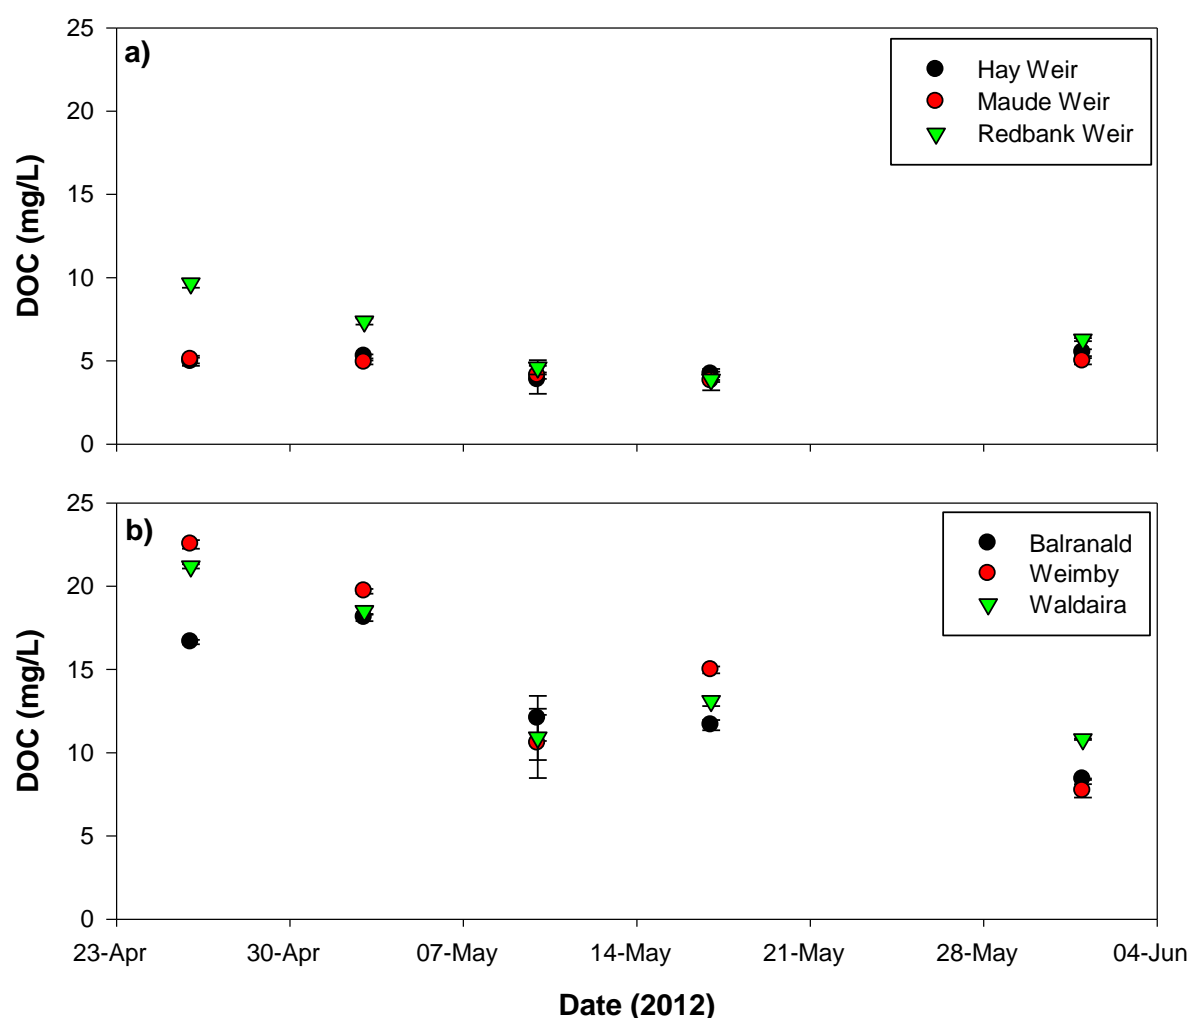 25
a)
Hay Weir
20
Maude Weir
Redbank Weir
15
DOC (mg/L)
10
5
0
25
b)
Balranald
20
Weimby
Waldaira
15
DOC (mg/L)
10
5
0
23-Apr 30-Apr 07-May 14-May 21-May 28-May 04-Jun
Date (2012)